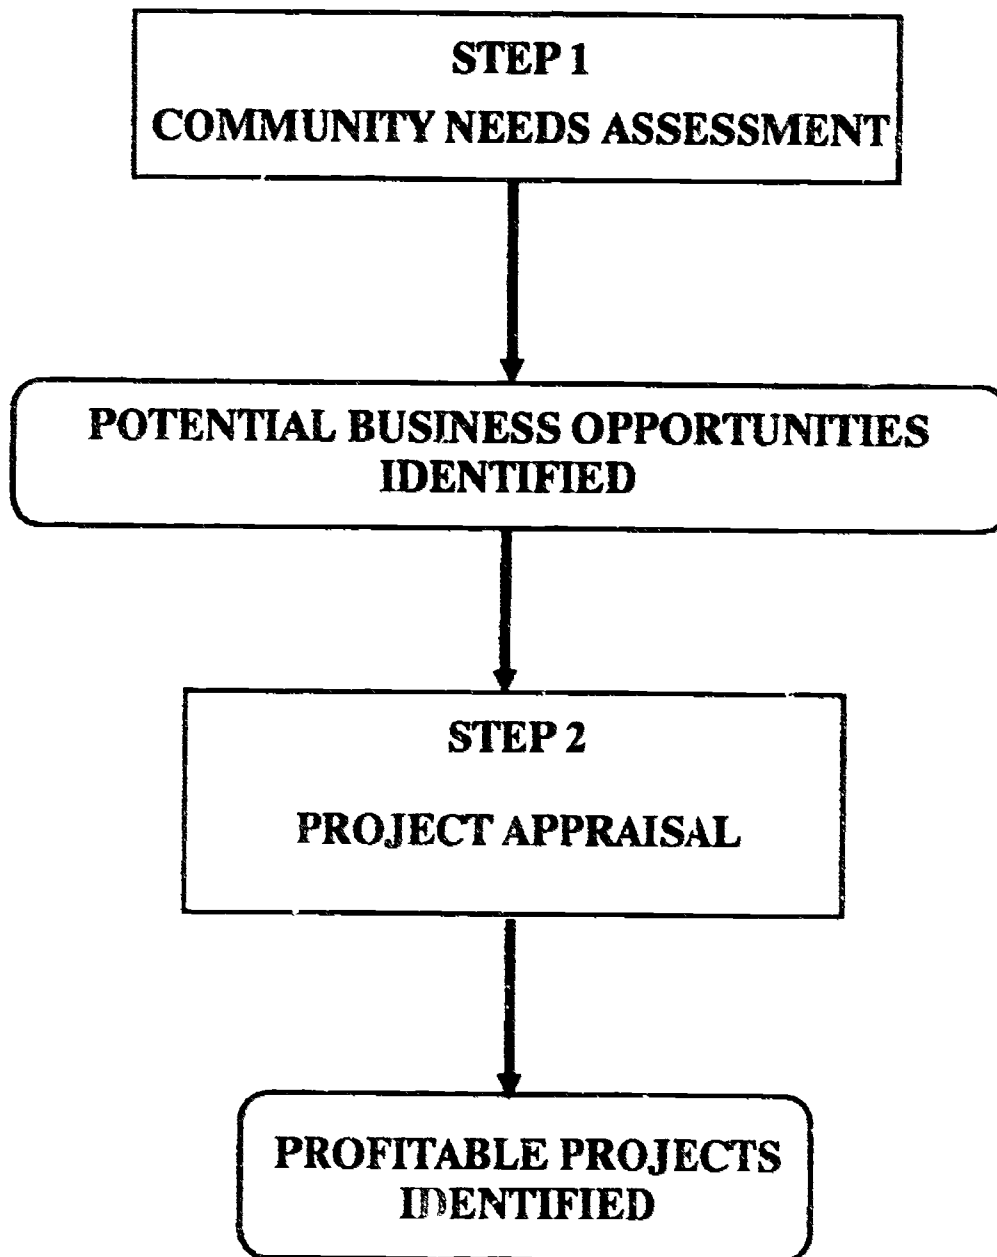 STEP 1
COMMUNITY NEEDS ASSESSMENT
POTENTIAL BUSINESS OPPORTUNITIES
IDENTIFIED
STEP 2
PROJECT APPRAISAL
PROFITABLE PROJECTS
IDENTIFIED